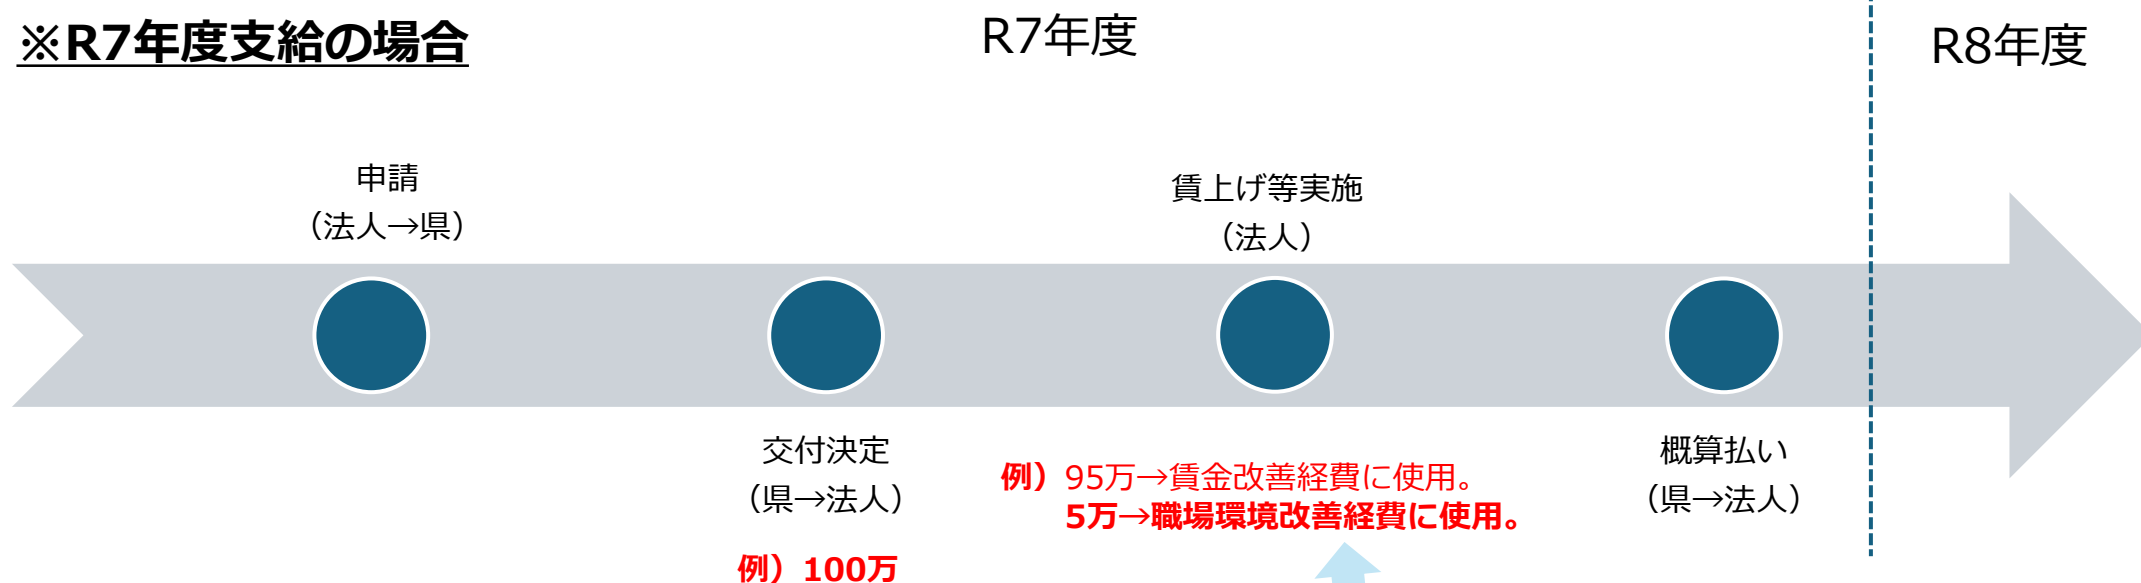 ※R7年度支給の場合
R7年度
R8年度
申請
（法人→県）
賃上げ等実施
（法人）
交付決定
（県→法人）
例）100万
例）95万→賃金改善経費に使用。
5万→職場環境改善経費に使用。
概算払い
（県→法人）